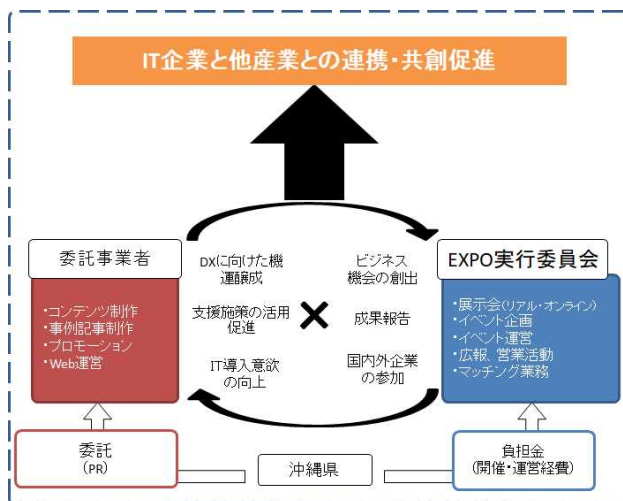 IT企業と他産業との連携・共創促進
委託事業者
・コンテンツ制作
・事例記事制作
・プロモーション
・Web運営
DXに向けた機
運醸成
支援施策の活用
促進
IT導入意欲
の向上
×
ビジネス
機会の創出
成果報告
国内外企業
の参加
EXPO実行委員会
・展示会(リアル・オンライン)
・イベント企画
・イベント運営
・広報、営業活動
・マッチング業務
委託
(PR)
沖縄県
負担金
(開催・運営経費)